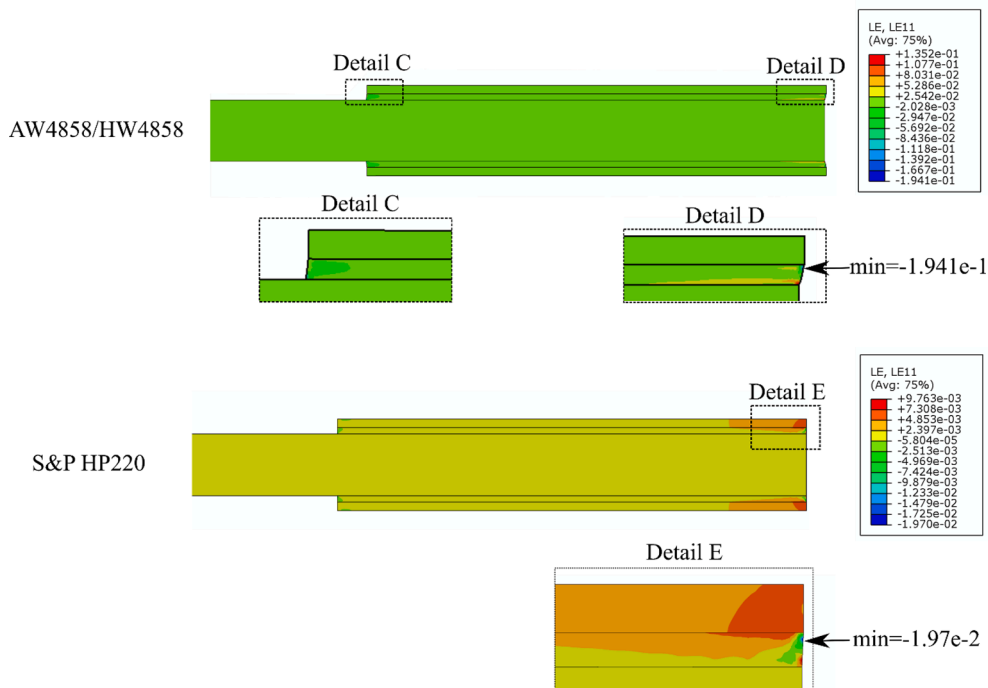 LE, LE11
(Avg: 75%)
+1.352e-01
+1.077e-01
+8.031e-02
+5.286e-02
+2.542e-02
-2.028e-03
-2.947e-02
-5.692e-02
-8.436e-02
-1.118e-01
-1.392e-01
-1.667e-01
-1.941e-01
Detail C
Detail D
AW4858/HW4858
Detail C
Detail D
min=-1.941e-1
LE, LE11
(Avg: 75%)
+9.763e-03
+7.308e-03
+4.853e-03
+2.397e-03
-5.804e-05
-2.513e-03
-4.969e-03
-7.424e-03
-9.879e-03
-1.233e-02
-1.479e-02
-1.725e-02
-1.970e-02
Detail E
S&P HP220
Detail E
min=-1.97e-2